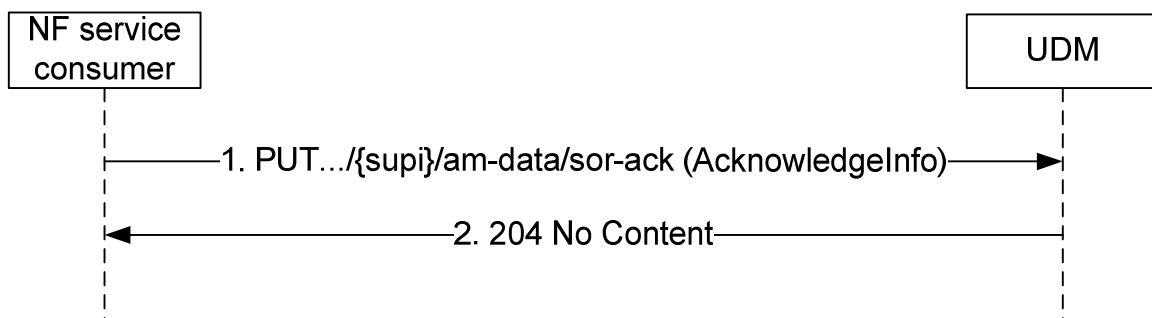 NF service
consumer
UDM
1. PUT.../{supi}/am-data/sor-ack (AcknowledgeInfo)
2. 204 No Content